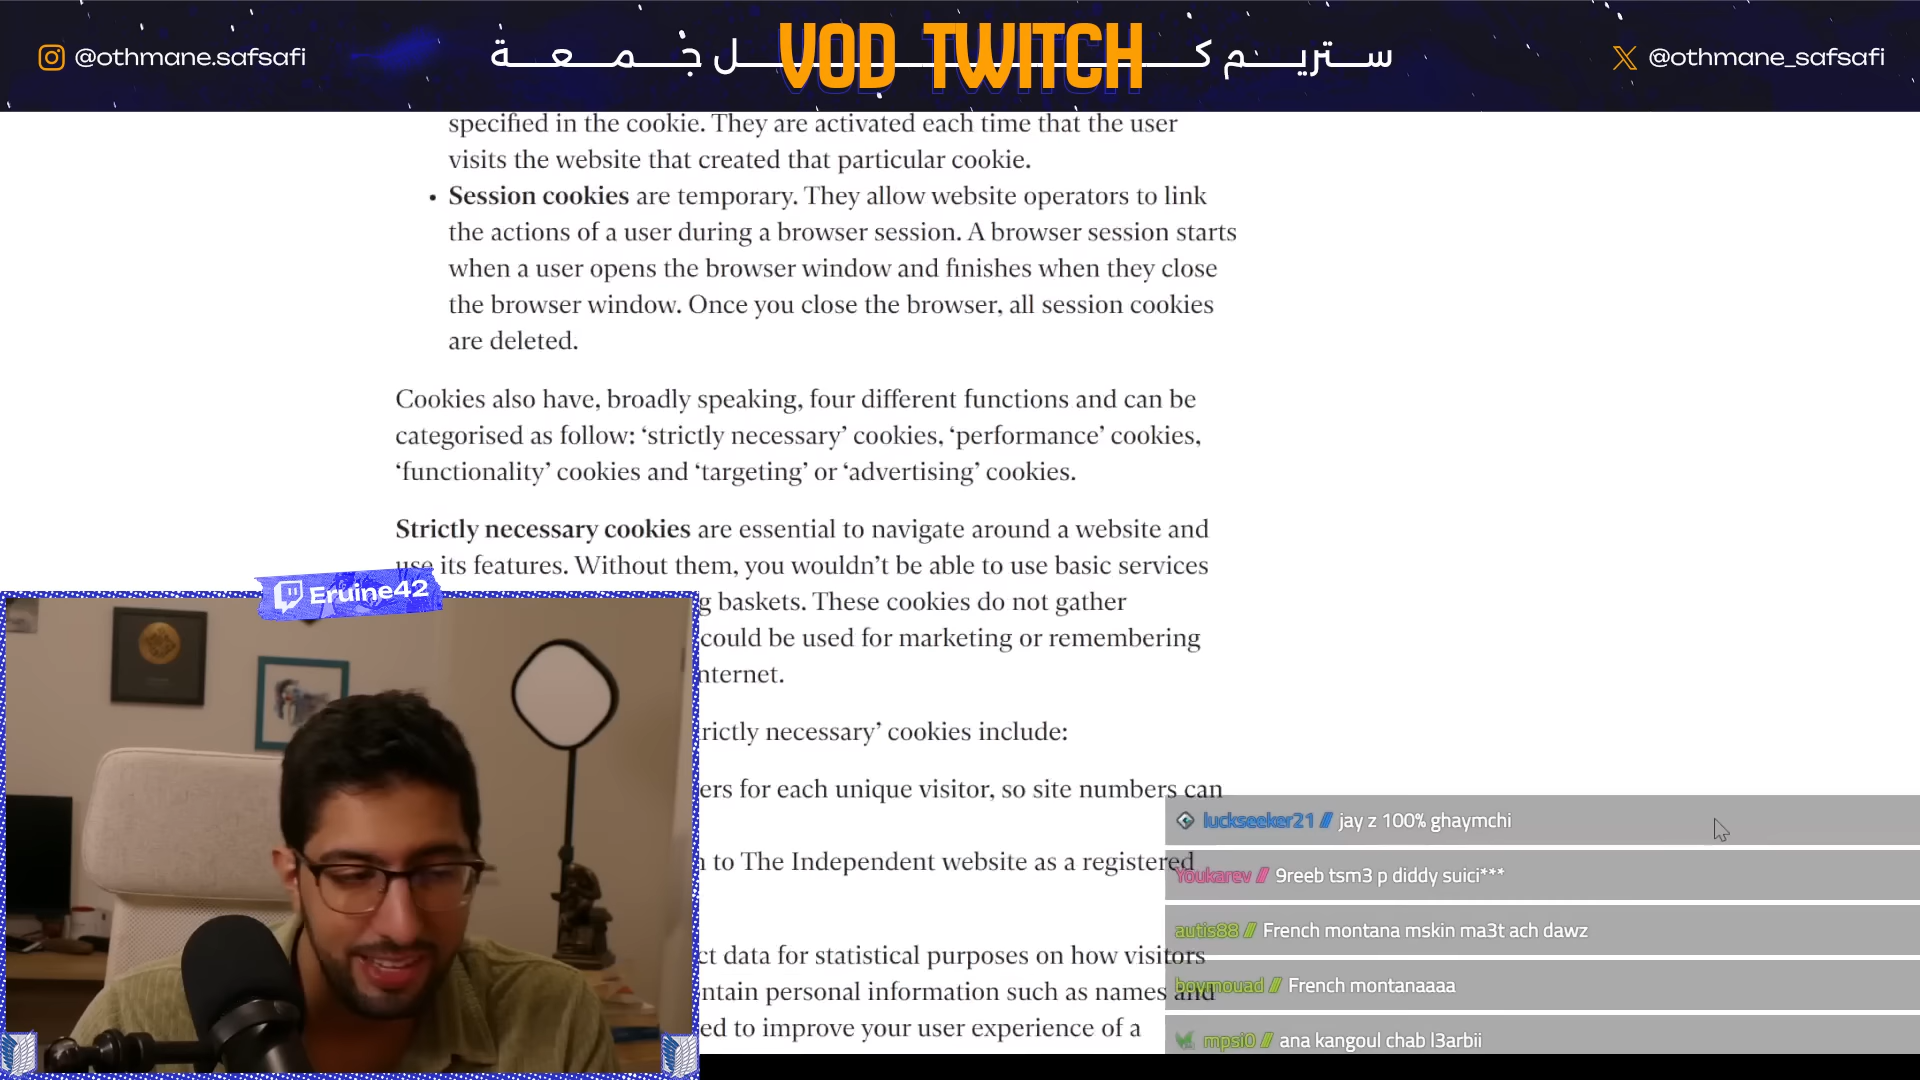 @othmane.safsafi
ستريم كل جمعة
VOD TWITCH
@othmane_safsafi
specified in the cookie. They are activated each time that the user
visits the website that created that particular cookie.
• Session cookies are temporary. They allow website operators to link
the actions of a user during a browser session. A browser session starts
when a user opens the browser window and finishes when they close
the browser window. Once you close the browser, all session cookies
are deleted.
Cookies also have, broadly speaking, four different functions and can be
categorised as follow: ‘strictly necessary’ cookies, ‘performance’ cookies,
‘functionality’ cookies and ‘targeting’ or ‘advertising’ cookies.
Strictly necessary cookies are essential to navigate around a website and
use its features. Without them, you wouldn’t be able to use basic services
Eruine42
g baskets. These cookies do not gather
could be used for marketing or remembering
nternet.
rictly necessary’ cookies include:
ers for each unique visitor, so site numbers can
to The Independent website as a registered
ct data for statistical purposes on how visitors
ntain personal information such as names and
ed to improve your user experience of a
luckseeker21 // jay z 100% ghaymchi
Youkarev // 9reeb tsm3 p diddy suici***
autis88 // French montana mskin ma3t ach dawz
boymouad // French montanaaaa
mpsi0 // ana kangoul chab l3arbii